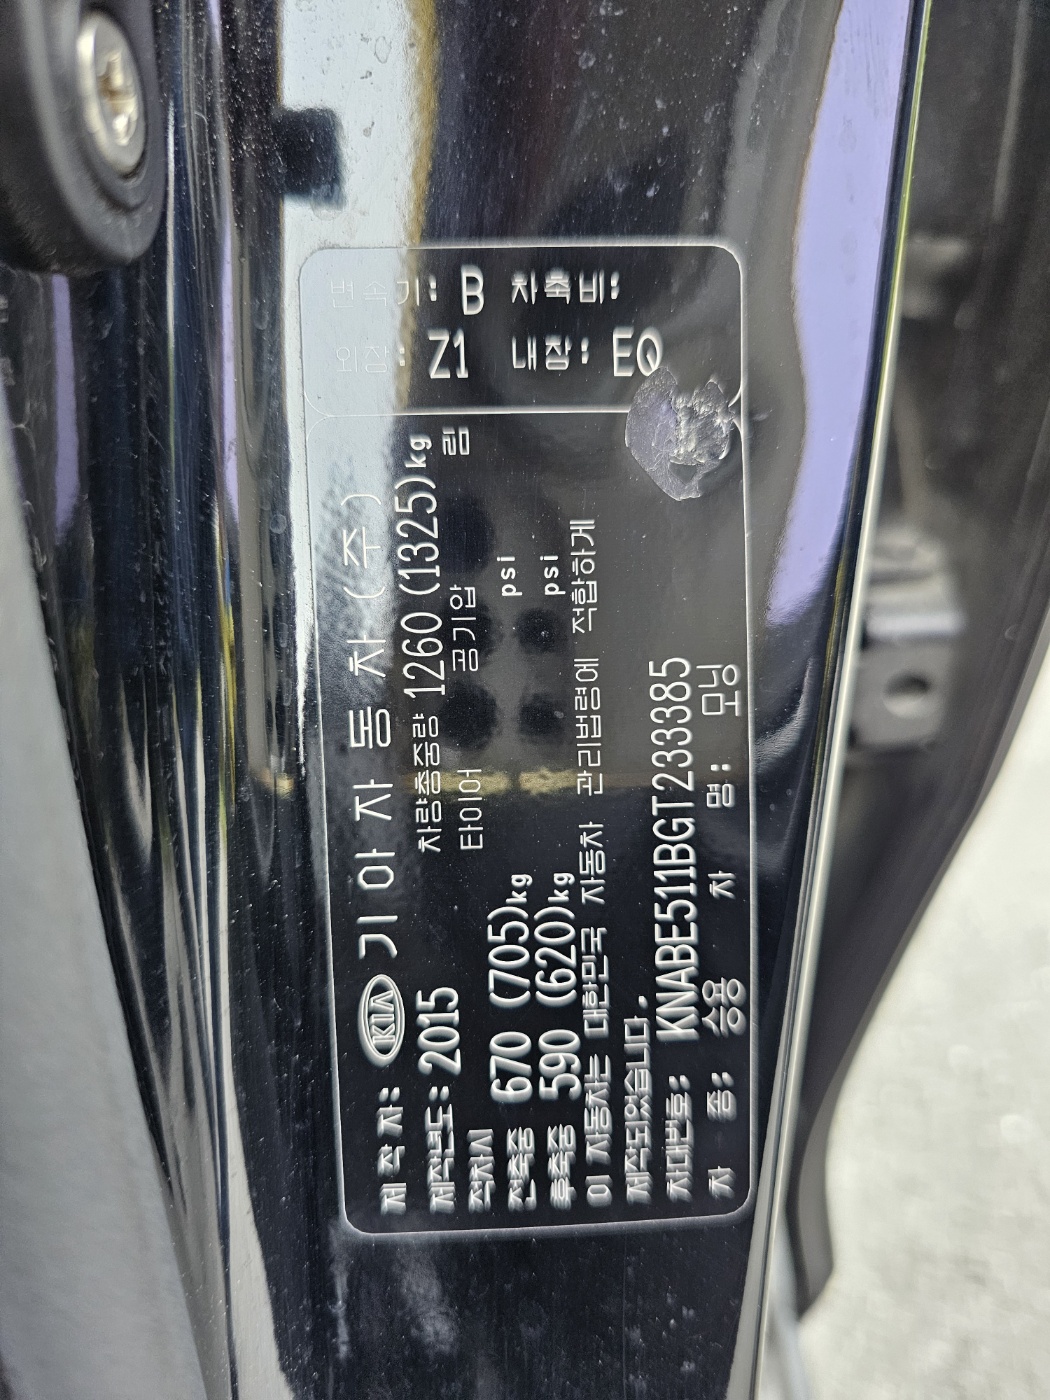 제 작 자: KIA 기 아 자 동 차 (주)
제작년도: 2015 차량총중량 1260 (1325)kg
적차시 타이어 공기압 림
전축중 670 (705)kg psi
후축중 590 (620)kg psi
이 자동차는 대한민국 자동차 관리법령에 적합하게
제작되었습니다.
차대번호: KNABE511BGT233385
차 종: 승용 차 명: 모닝
변속기: B 차축비:
외장: Z1 내장: EQ